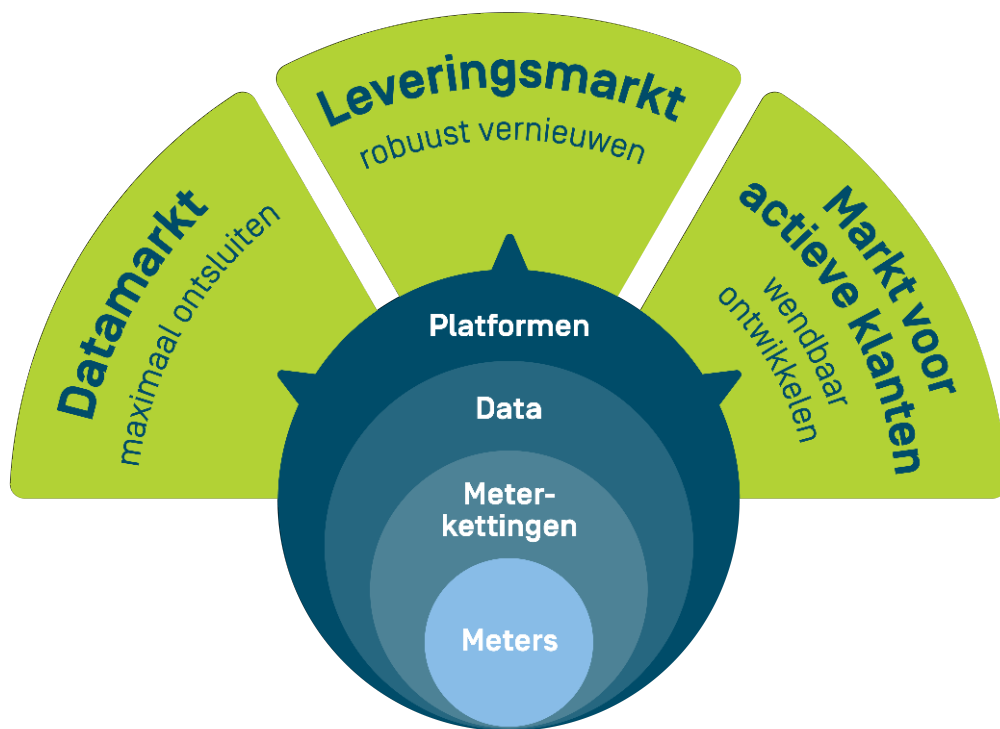 Datamarkt
maximaal ontsluiten
Leveringsmarkt
robuust vernieuwen
Markt voor
actieve klanten
wendbaar
ontwikkelen
Platformen
Data
Meter-
kettingen
Meters